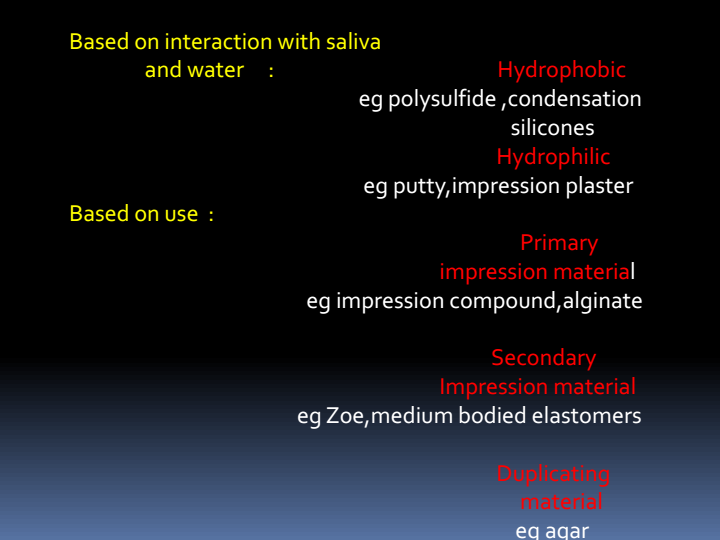 Based on interaction with saliva
and water : Hydrophobic
eg polysulfide ,condensation
silicones
Hydrophilic
eg putty,impression plaster
Based on use :
Primary
impression material
eg impression compound,alginate
Secondary
Impression material
eg Zoe,medium bodied elastomers
Duplicating
material
eg agar